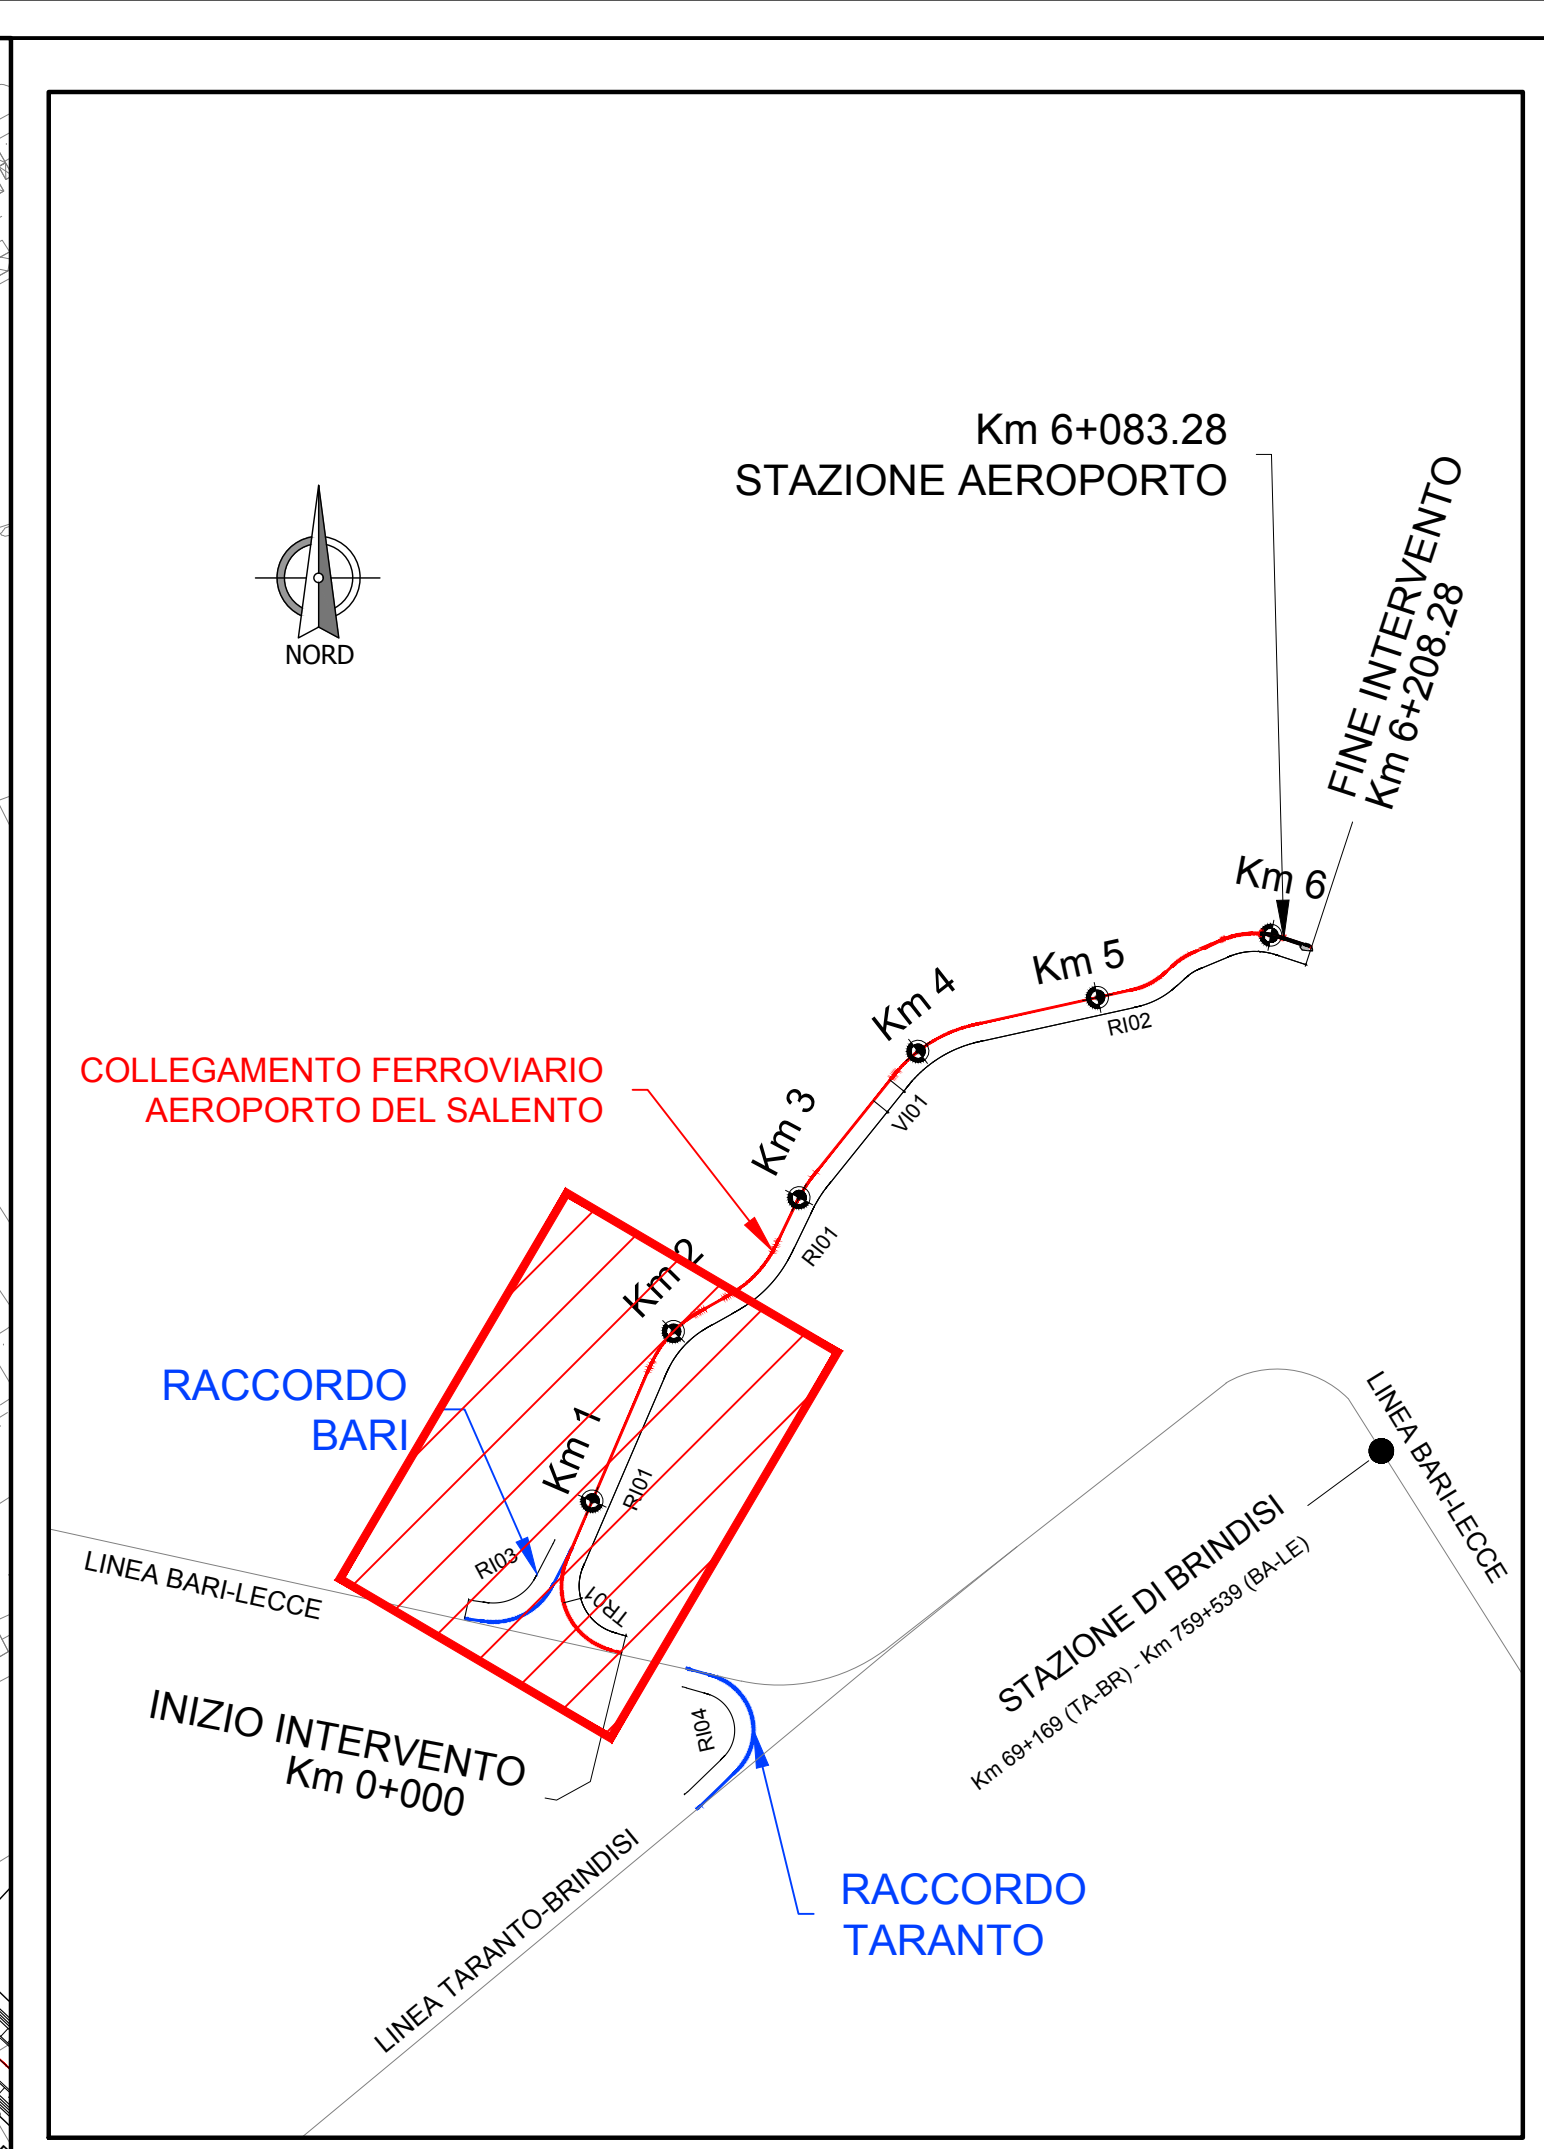 Km 6+083.28
STAZIONE AEROPORTO
FINE INTERVENTO
Km 6+208.28
NORD
Km 6
Km 5
Km 4
RI02
COLLEGAMENTO FERROVIARIO
AEROPORTO DEL SALENTO
Km 3
VI01
RI01
Km 2
RACCORDO
BARI
Km 1
RI01
RI03
TR01
LINEA BARI-LECCE
LINEA BARI-LECCE
STAZIONE DI BRINDISI
Km 69+169 (TA-BR) - Km 759+539 (BA-LE)
INIZIO INTERVENTO
Km 0+000
RI04
LINEA TARANTO-BRINDISI
RACCORDO
TARANTO